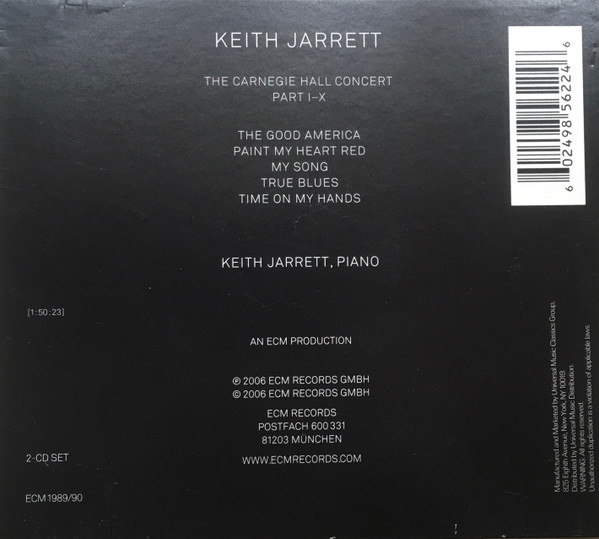 KEITH JARRETT
THE CARNEGIE HALL CONCERT
PART I–X
THE GOOD AMERICA
PAINT MY HEART RED
MY SONG
TRUE BLUES
TIME ON MY HANDS
KEITH JARRETT, PIANO
[1:50:23]
AN ECM PRODUCTION
℗ 2006 ECM RECORDS GMBH
© 2006 ECM RECORDS GMBH
ECM RECORDS
POSTFACH 600 331
81203 MÜNCHEN
2-CD SET
WWW.ECMRECORDS.COM
ECM 1989/90
6 02498 56224 6
Manufactured and Marketed by Universal Music Classics Group,
825 Eighth Avenue, New York, NY 10019.
Distributed by Universal Music Distribution.
WARNING: All rights reserved.
Unauthorized duplication is a violation of applicable laws.